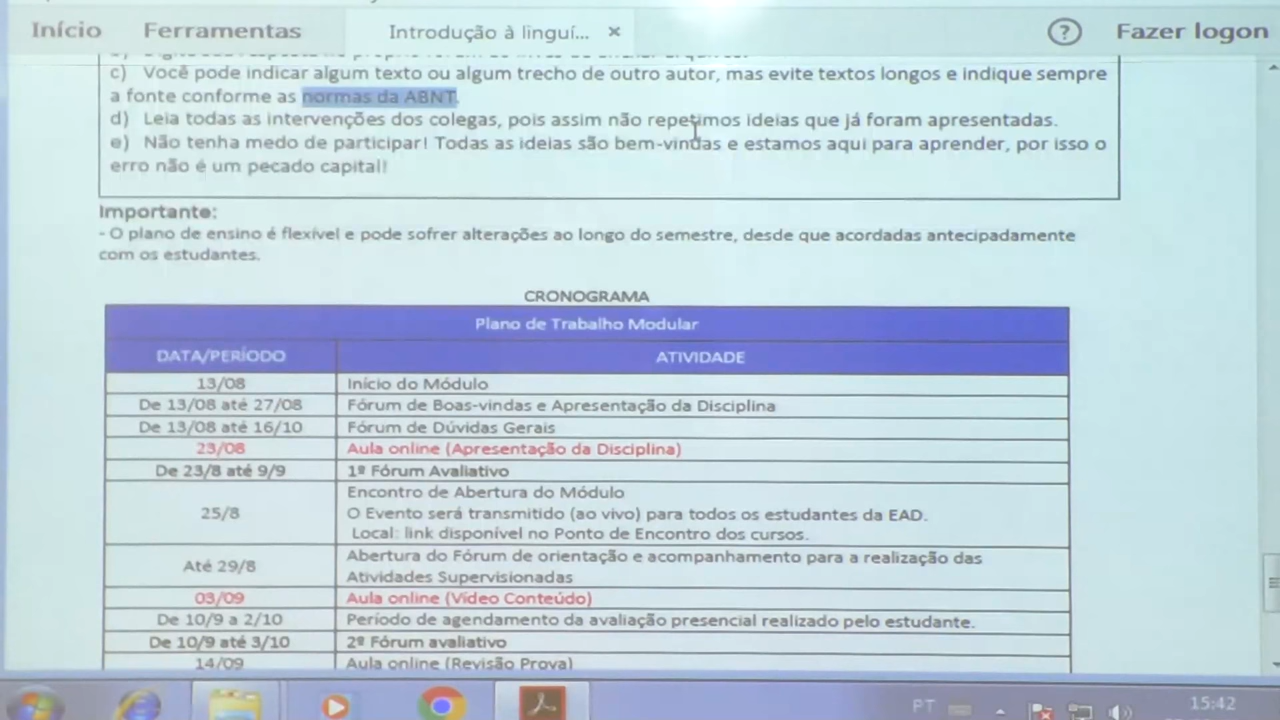 Início Ferramentas Introdução à linguí... × ? Fazer logon
c) Você pode indicar algum texto ou algum trecho de outro autor, mas evite textos longos e indique sempre
a fonte conforme as normas da ABNT.
d) Leia todas as intervenções dos colegas, pois assim não repetimos ideias que já foram apresentadas.
e) Não tenha medo de participar! Todas as ideias são bem-vindas e estamos aqui para aprender, por isso o
erro não é um pecado capital!
Importante:
- O plano de ensino é flexível e pode sofrer alterações ao longo do semestre, desde que acordadas antecipadamente
com os estudantes.
CRONOGRAMA
Plano de Trabalho Modular
DATA/PERÍODO ATIVIDADE
13/08 Início do Módulo
De 13/08 até 27/08 Fórum de Boas-vindas e Apresentação da Disciplina
De 13/08 até 16/10 Fórum de Dúvidas Gerais
23/08 Aula online (Apresentação da Disciplina)
De 23/8 até 9/9 1º Fórum Avaliativo
Encontro de Abertura do Módulo
25/8 O Evento será transmitido (ao vivo) para todos os estudantes da EAD.
Local: link disponível no Ponto de Encontro dos cursos.
Até 29/8 Abertura do Fórum de orientação e acompanhamento para a realização das
Atividades Supervisionadas
03/09 Aula online (Vídeo Conteúdo)
De 10/9 a 2/10 Período de agendamento da avaliação presencial realizado pelo estudante.
De 10/9 até 3/10 2º Fórum avaliativo
14/09 Aula online (Revisão Prova)
PT 15:42